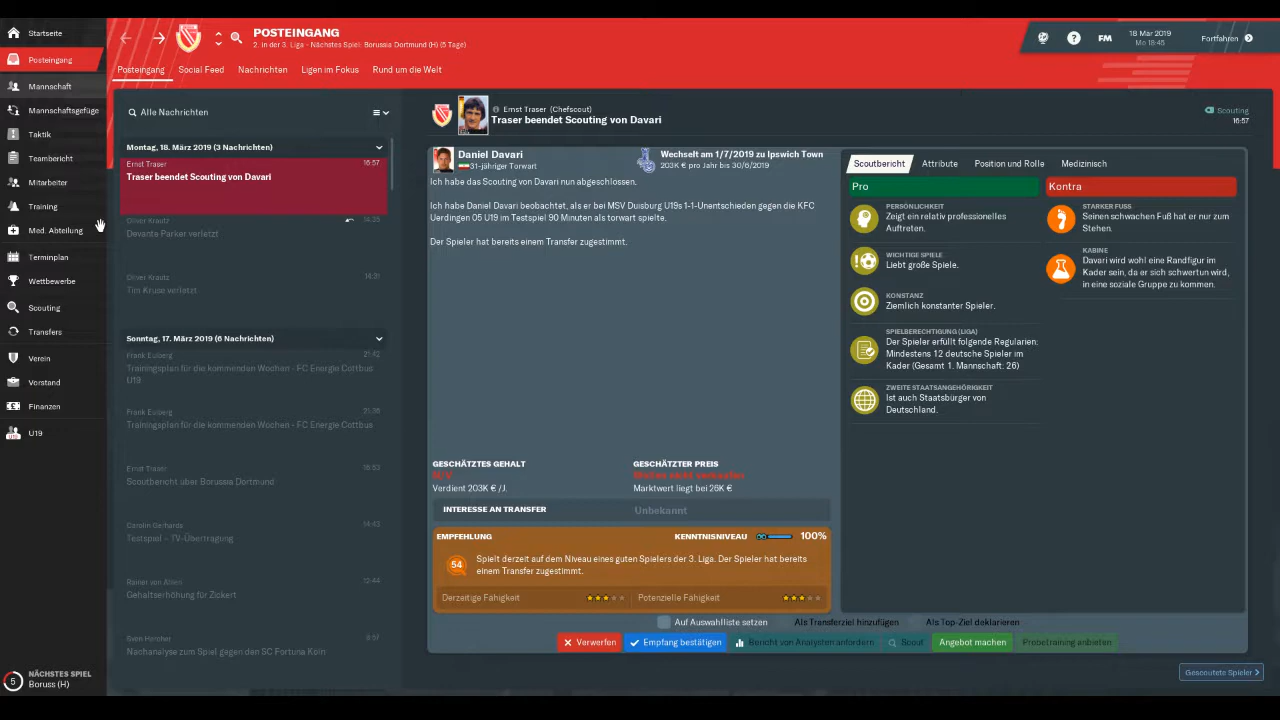 Startseite
Posteingang
Mannschaft
Mannschaftsgefüge
Taktik
Teambericht
Mitarbeiter
Training
Med. Abteilung
Terminplan
Wettbewerbe
Scouting
Transfers
Verein
Vorstand
Finanzen
U19
U19
5
NÄCHSTES SPIEL
Boruss (H)
POSTEINGANG
2. in der 3. Liga - Nächstes Spiel: Borussia Dortmund (H) (5 Tage)
?
FM
18 Mär 2019
Mo 18:45
Fortfahren
Posteingang
Social Feed
Nachrichten
Ligen im Fokus
Rund um die Welt
Alle Nachrichten
Montag, 18. März 2019 (3 Nachrichten)
Ernst Traser
16:57
Traser beendet Scouting von Davari
Oliver Krautz
14:35
Devante Parker verletzt
Oliver Krautz
14:31
Tim Kruse verletzt
Sonntag, 17. März 2019 (6 Nachrichten)
Frank Eulberg
21:42
Trainingsplan für die kommenden Wochen - FC Energie Cottbus
U19
Frank Eulberg
21:36
Trainingsplan für die kommenden Wochen - FC Energie Cottbus
Ernst Traser
16:53
Scoutbericht über Borussia Dortmund
Carolin Gerhards
14:43
Testspiel - TV-Übertragung
12:44
Gehaltserhöhung für Zickert
8:57
Nachanalyse zum Spiel gegen den SC Fortuna Köln
Ernst Traser (Chefscout)
Traser beendet Scouting von Davari
Scouting
16:57
Daniel Davari
31-jähriger Torwart
Wechselt am 1/7/2019 zu Ipswich Town
203K € pro Jahr bis 30/6/2019
Ich habe das Scouting von Davari nun abgeschlossen.
Ich habe Daniel Davari beobachtet, als er bei MSV Duisburg U19s 1-1-Unentschieden gegen die KFC
Uerdingen 05 U19 im Testspiel 90 Minuten als torwart spielte.
Der Spieler hat bereits einem Transfer zugestimmt.
GESCHÄTZTES GEHALT
N/V
Verdient 203K € /J.
GESCHÄTZTER PREIS
Marktwert liegt bei 26K €
INTERESSE AN TRANSFER
Unbekannt
EMPFEHLUNG
KENNTNISNIVEAU
100%
54
Spielt derzeit auf dem Niveau eines guten Spielers der 3. Liga. Der Spieler hat bereits
einem Transfer zugestimmt.
Derzeitige Fähigkeit
Potenzielle Fähigkeit
Scoutbericht
Attribute
Position und Rolle
Medizinisch
Pro
PERSÖNLICHKEIT
Zeigt ein relativ professionelles
Auftreten.
WICHTIGE SPIELE
Liebt große Spiele.
KONSTANZ
Ziemlich konstanter Spieler.
SPIELBERECHTIGUNG (LIGA)
Der Spieler erfüllt folgende Regularien:
Mindestens 12 deutsche Spieler im
Kader (Gesamt 1. Mannschaft: 26)
ZWEITE STAATSANGEHÖRIGKEIT
Ist auch Staatsbürger von
Deutschland.
Kontra
STARKER FUSS
Seinen schwachen Fuß hat er nur zum
Stehen.
KABINE
Davari wird wohl eine Randfigur im
Kader sein, da er sich schwertun wird,
in eine soziale Gruppe zu kommen.
Auf Auswahlliste setzen
Als Transferziel hinzufügen
Als Top-Ziel deklarieren
Verwerfen
Empfang bestätigen
Bericht von Analysten anfordern
Scout
Angebot machen
Probetraining anbieten
Gescoutete Spieler